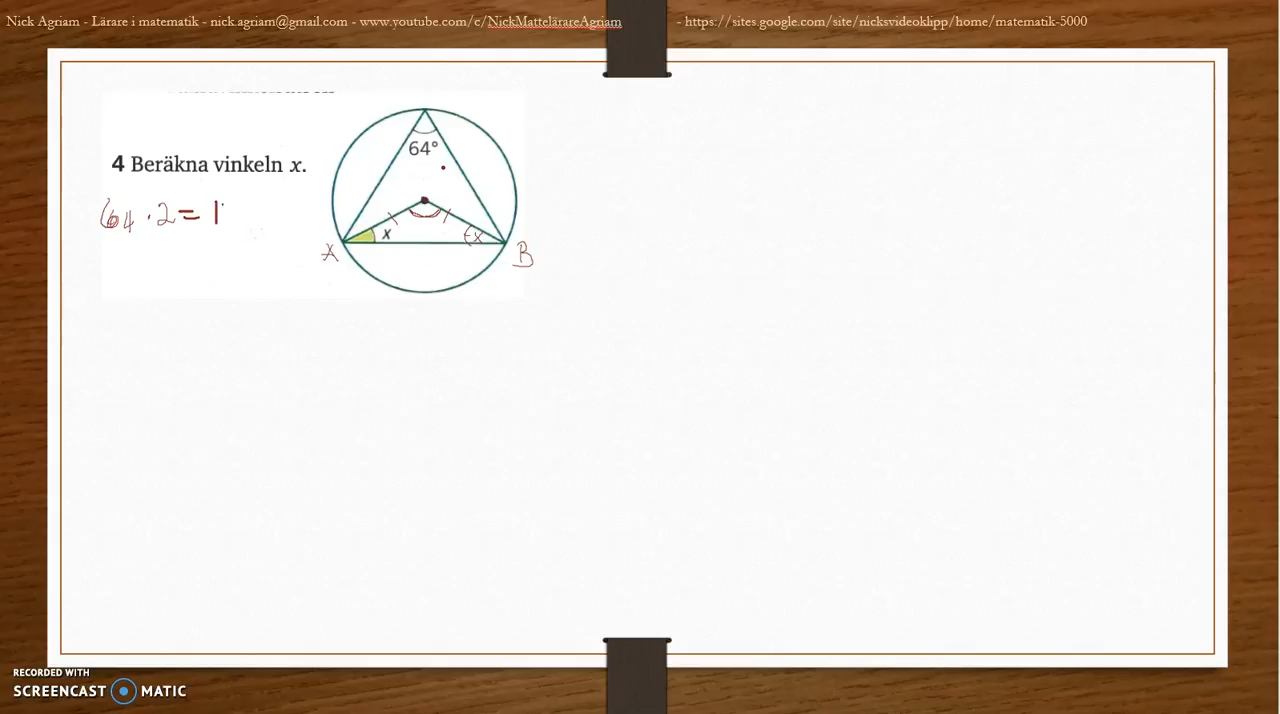 Nick Agriam - Lärare i matematik - nick.agriam@gmail.com - www.youtube.com/c/NickMattelärareAgriam - https://sites.google.com/site/nicksvideoklipp/home/matematik-5000
4 Beräkna vinkeln x.
64°
64 · 2 = 1
x
x
A
B
RECORDED WITH
SCREENCAST MATIC